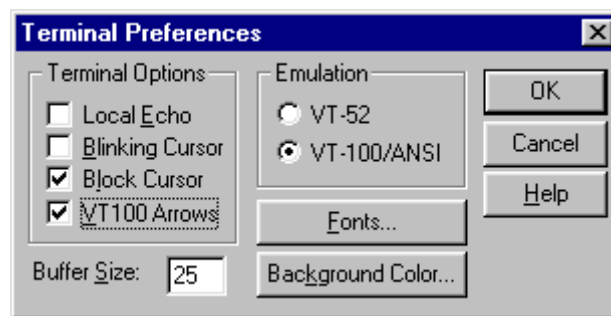 Terminal Preferences
Terminal Options
Local Echo
Blinking Cursor
Block Cursor
VT100 Arrows
Buffer Size: 25
Emulation
VT-52
VT-100/ANSI
Fonts...
Background Color...
OK
Cancel
Help